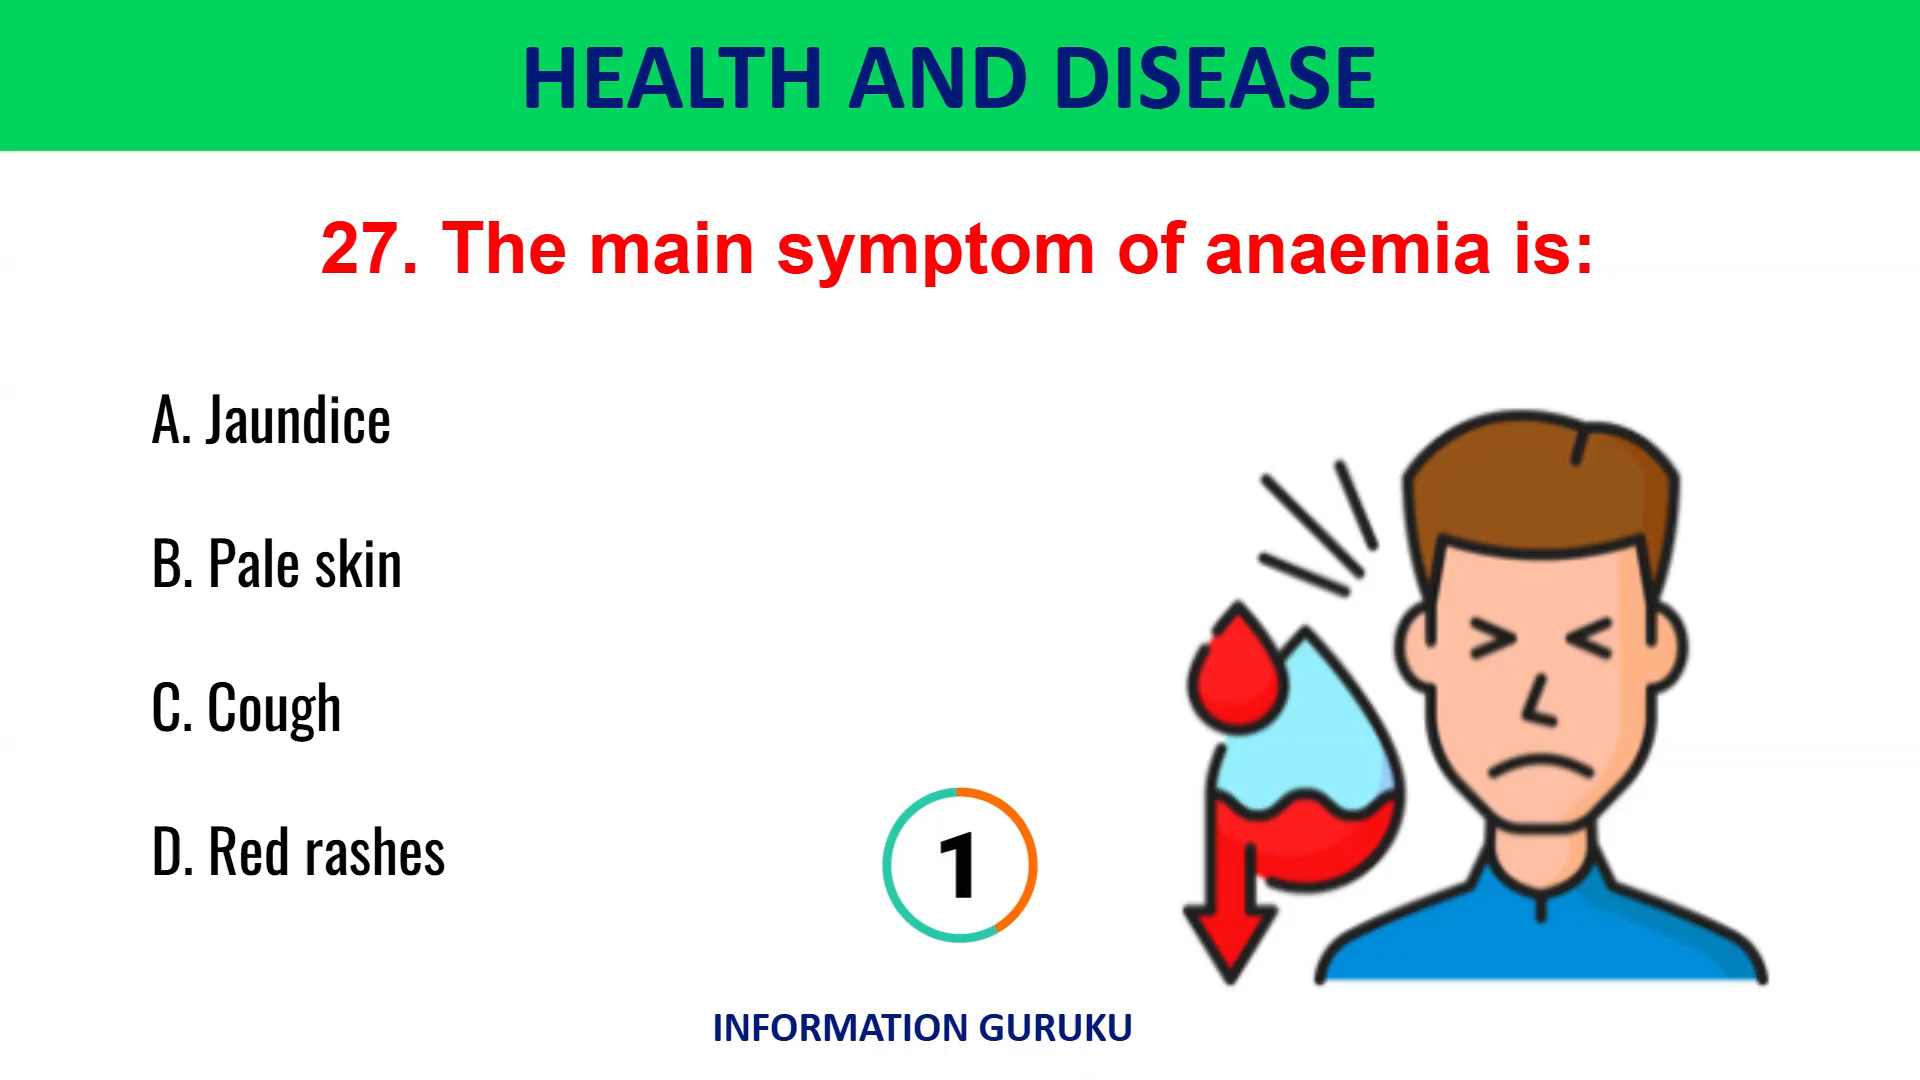 HEALTH AND DISEASE
27. The main symptom of anaemia is:
A. Jaundice
B. Pale skin
C. Cough
D. Red rashes
1
INFORMATION GURUKU